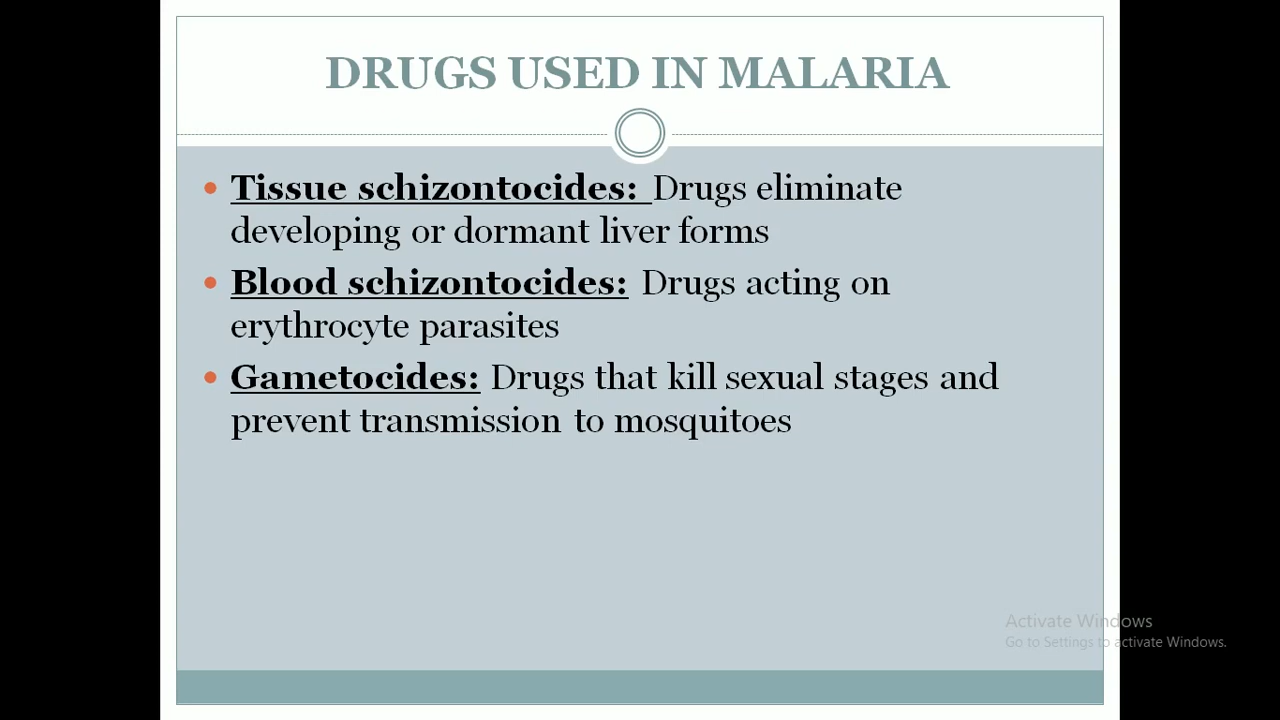 DRUGS USED IN MALARIA
• Tissue schizontocides: Drugs eliminate
developing or dormant liver forms
• Blood schizontocides: Drugs acting on
erythrocyte parasites
• Gametocides: Drugs that kill sexual stages and
prevent transmission to mosquitoes
Activate Windows
Go to Settings to activate Windows.